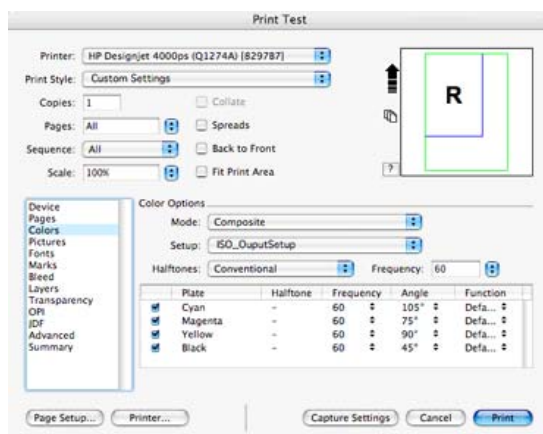 Print Test
Printer: HP Designjet 4000ps (Q1274A) [829787]
Print Style: Custom Settings
Copies: 1 Collate
Pages: All Spreads
Sequence: All Back to Front
Scale: 100% Fit Print Area
R
?
Device
Pages
Colors
Pictures
Fonts
Marks
Bleed
Layers
Transparency
OPI
JDF
Advanced
Summary
Color Options
Mode: Composite
Setup: ISO_OuputSetup
Halftones: Conventional Frequency: 60
Plate Halftone Frequency Angle Function
Cyan – 60 105° Defa...
Magenta – 60 75° Defa...
Yellow – 60 90° Defa...
Black – 60 45° Defa...
Page Setup... Printer... Capture Settings Cancel Print